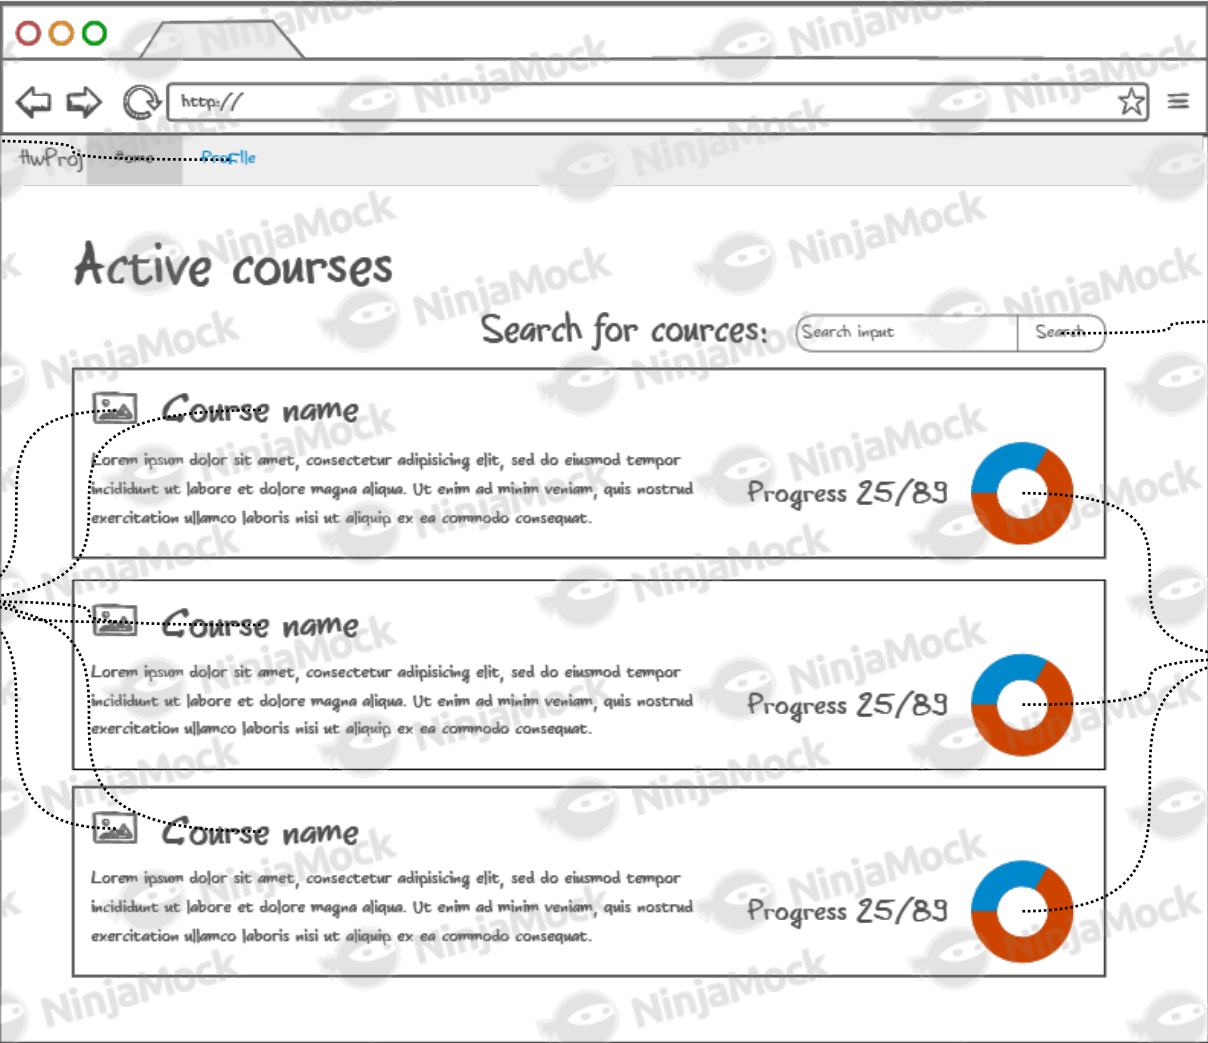 http://
HwProj Home Profile
Active courses
Search for cources: Search input Search
Course name
Lorem ipsum dolor sit amet, consectetur adipisicing elit, sed do eiusmod tempor
incididunt ut labore et dolore magna aliqua. Ut enim ad minim veniam, quis nostrud
exercitation ullamco laboris nisi ut aliquip ex ea commodo consequat.
Progress 25/89
Course name
Lorem ipsum dolor sit amet, consectetur adipisicing elit, sed do eiusmod tempor
incididunt ut labore et dolore magna aliqua. Ut enim ad minim veniam, quis nostrud
exercitation ullamco laboris nisi ut aliquip ex ea commodo consequat.
Progress 25/89
Course name
Lorem ipsum dolor sit amet, consectetur adipisicing elit, sed do eiusmod tempor
incididunt ut labore et dolore magna aliqua. Ut enim ad minim veniam, quis nostrud
exercitation ullamco laboris nisi ut aliquip ex ea commodo consequat.
Progress 25/89
NinjaMock